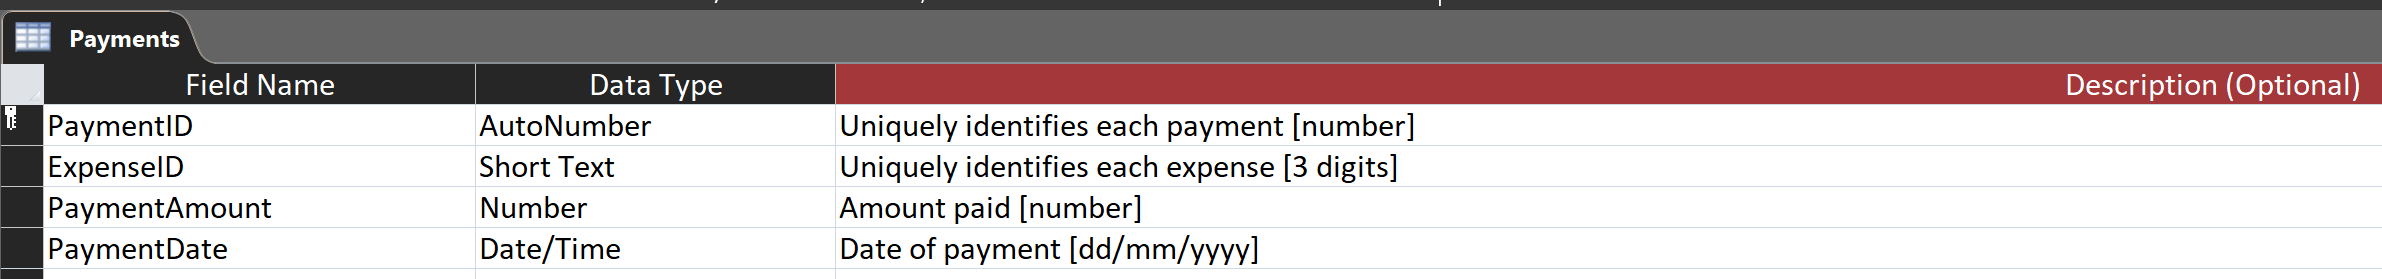 Payments
Field Name Data Type Description (Optional)
PaymentID AutoNumber Uniquely identifies each payment [number]
ExpenseID Short Text Uniquely identifies each expense [3 digits]
PaymentAmount Number Amount paid [number]
PaymentDate Date/Time Date of payment [dd/mm/yyyy]